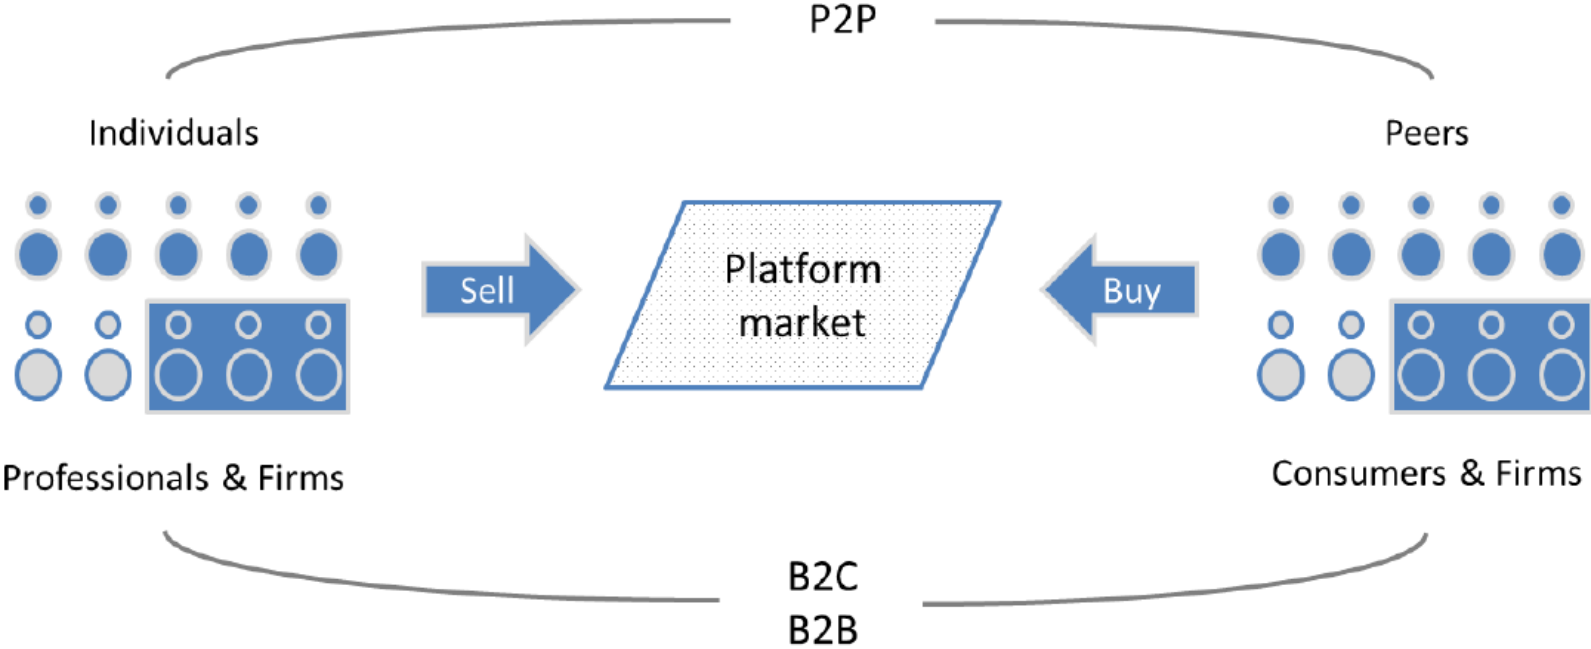 P2P
Individuals
Peers
Sell
Platform
market
Buy
Professionals & Firms
Consumers & Firms
B2C
B2B